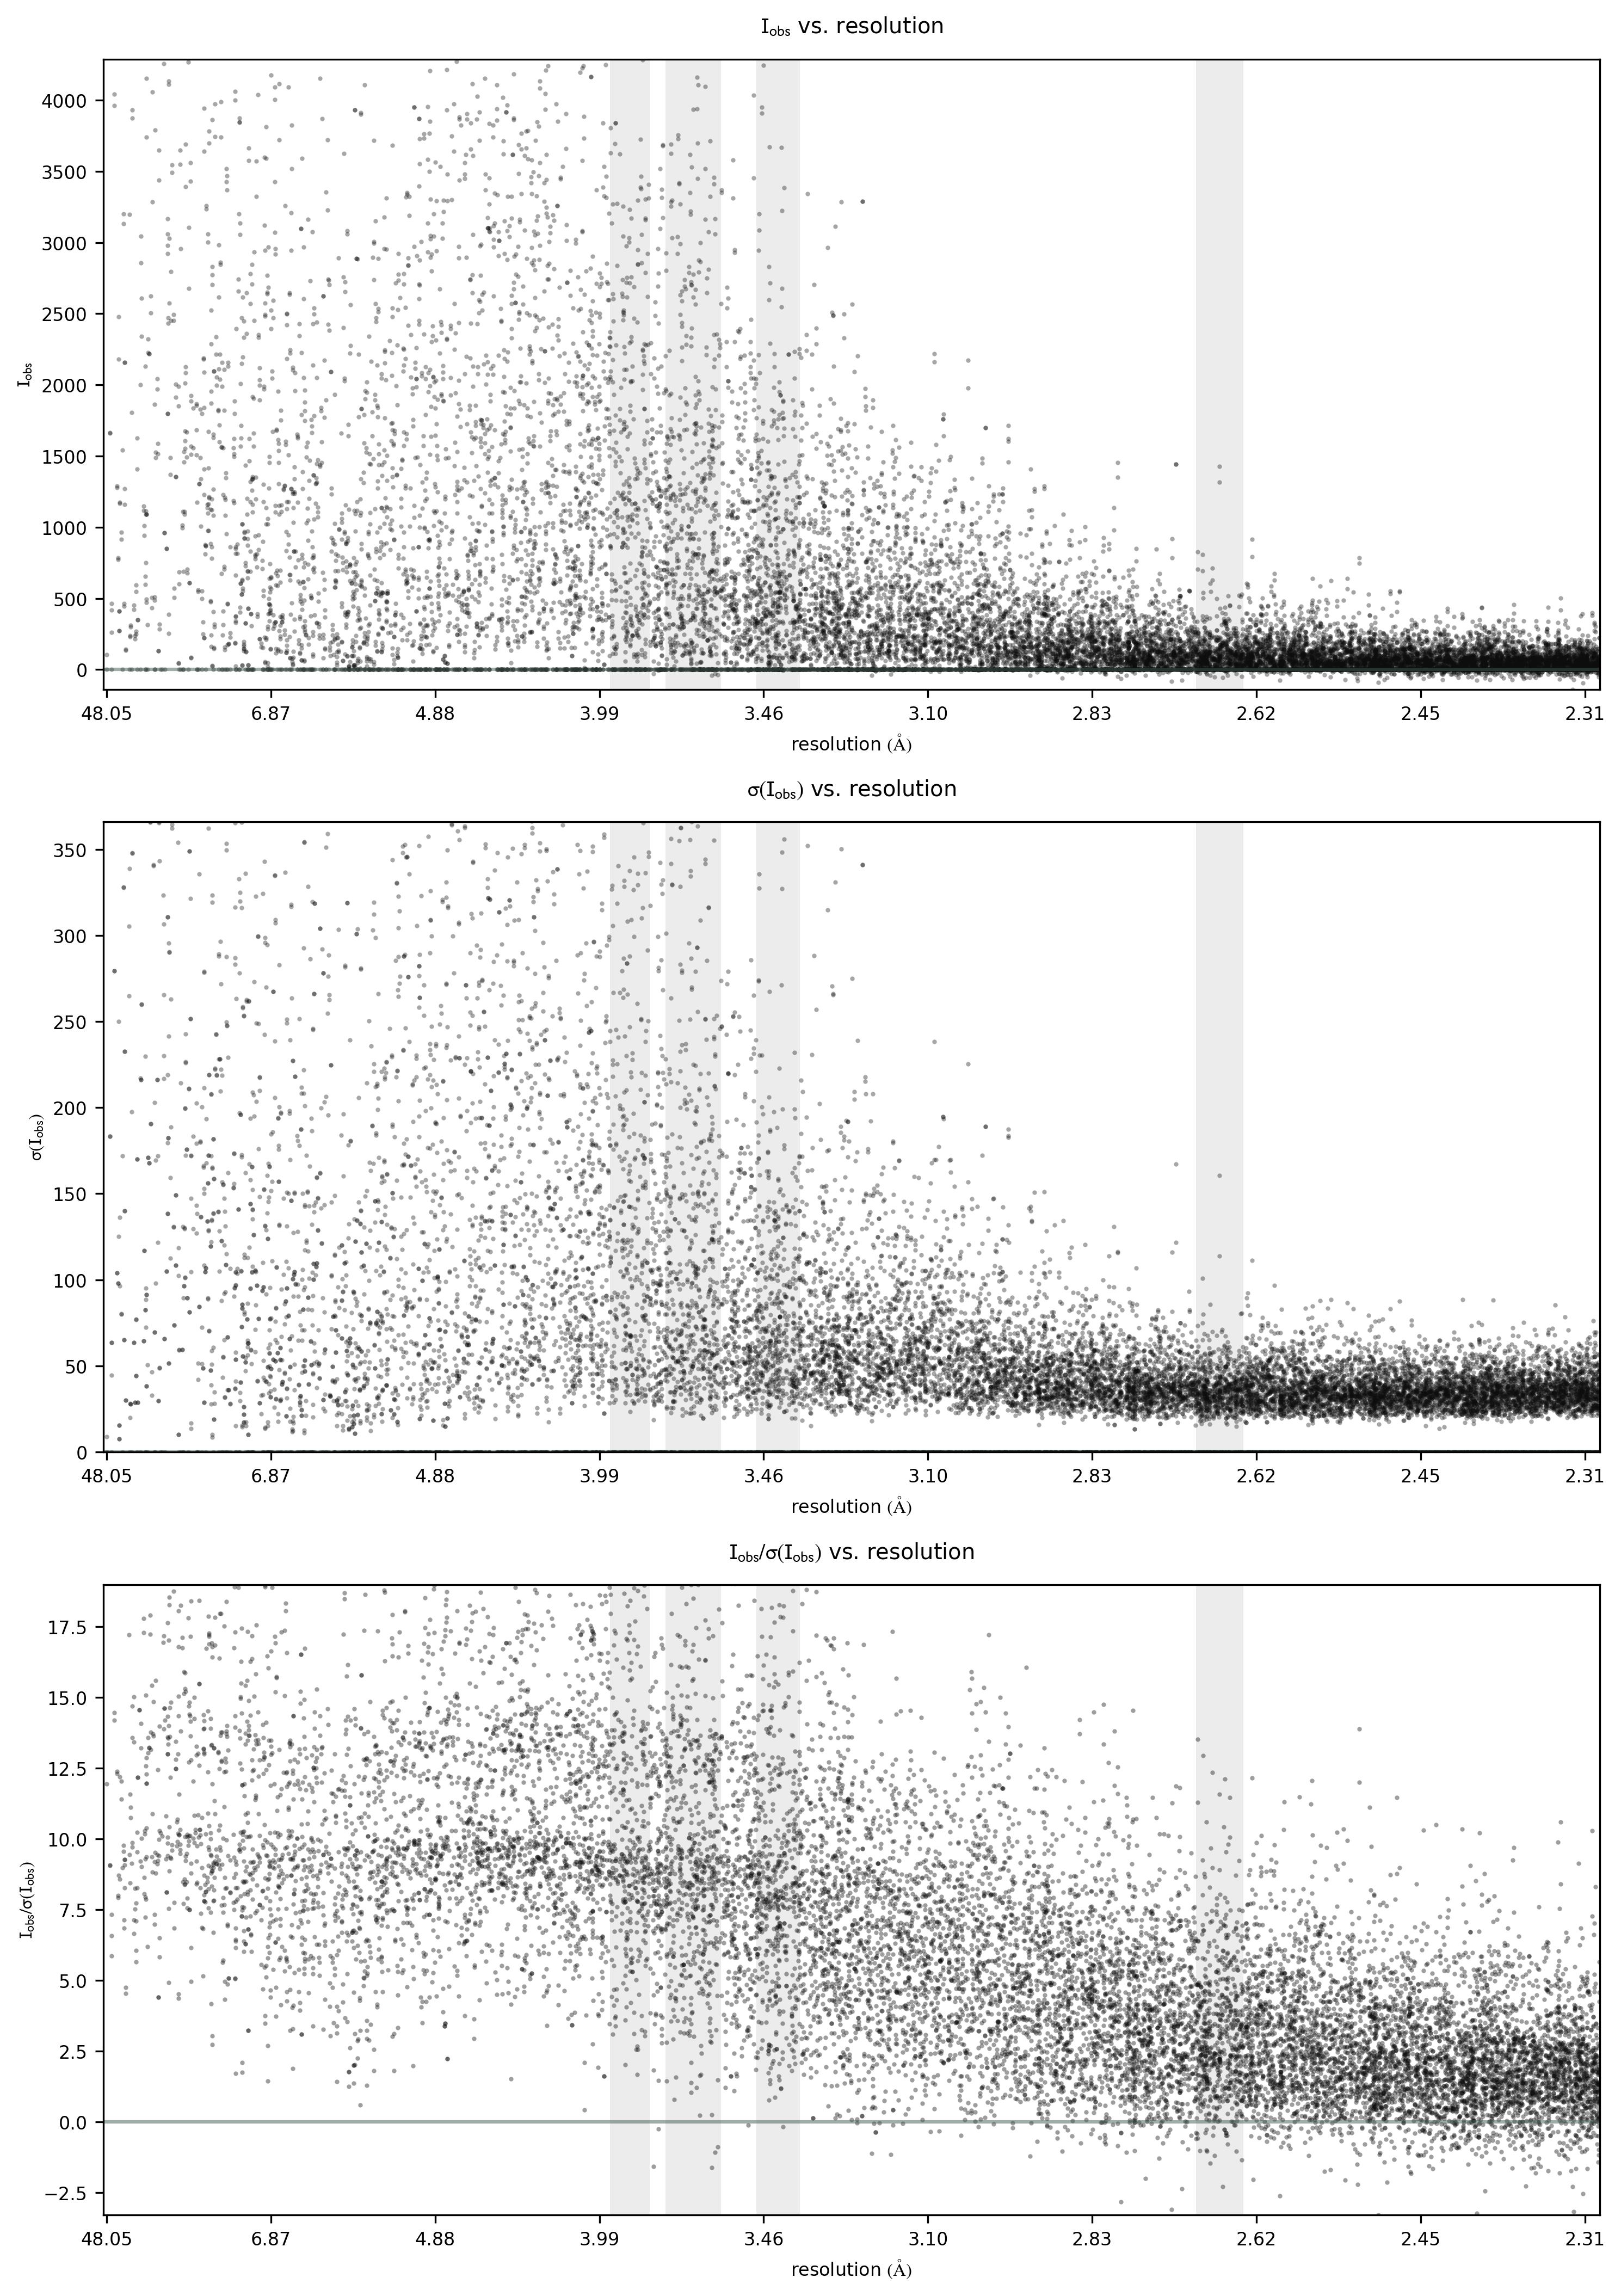 I_obs vs. resolution
4000
3500
3000
2500
2000
1500
1000
500
0
I_obs
48.05 6.87 4.88 3.99 3.46 3.10 2.83 2.62 2.45 2.31
resolution (Å)
σ(I_obs) vs. resolution
350
300
250
200
150
100
50
0
σ(I_obs)
48.05 6.87 4.88 3.99 3.46 3.10 2.83 2.62 2.45 2.31
resolution (Å)
I_obs/σ(I_obs) vs. resolution
17.5
15.0
12.5
10.0
7.5
5.0
2.5
0.0
−2.5
I_obs/σ(I_obs)
48.05 6.87 4.88 3.99 3.46 3.10 2.83 2.62 2.45 2.31
resolution (Å)